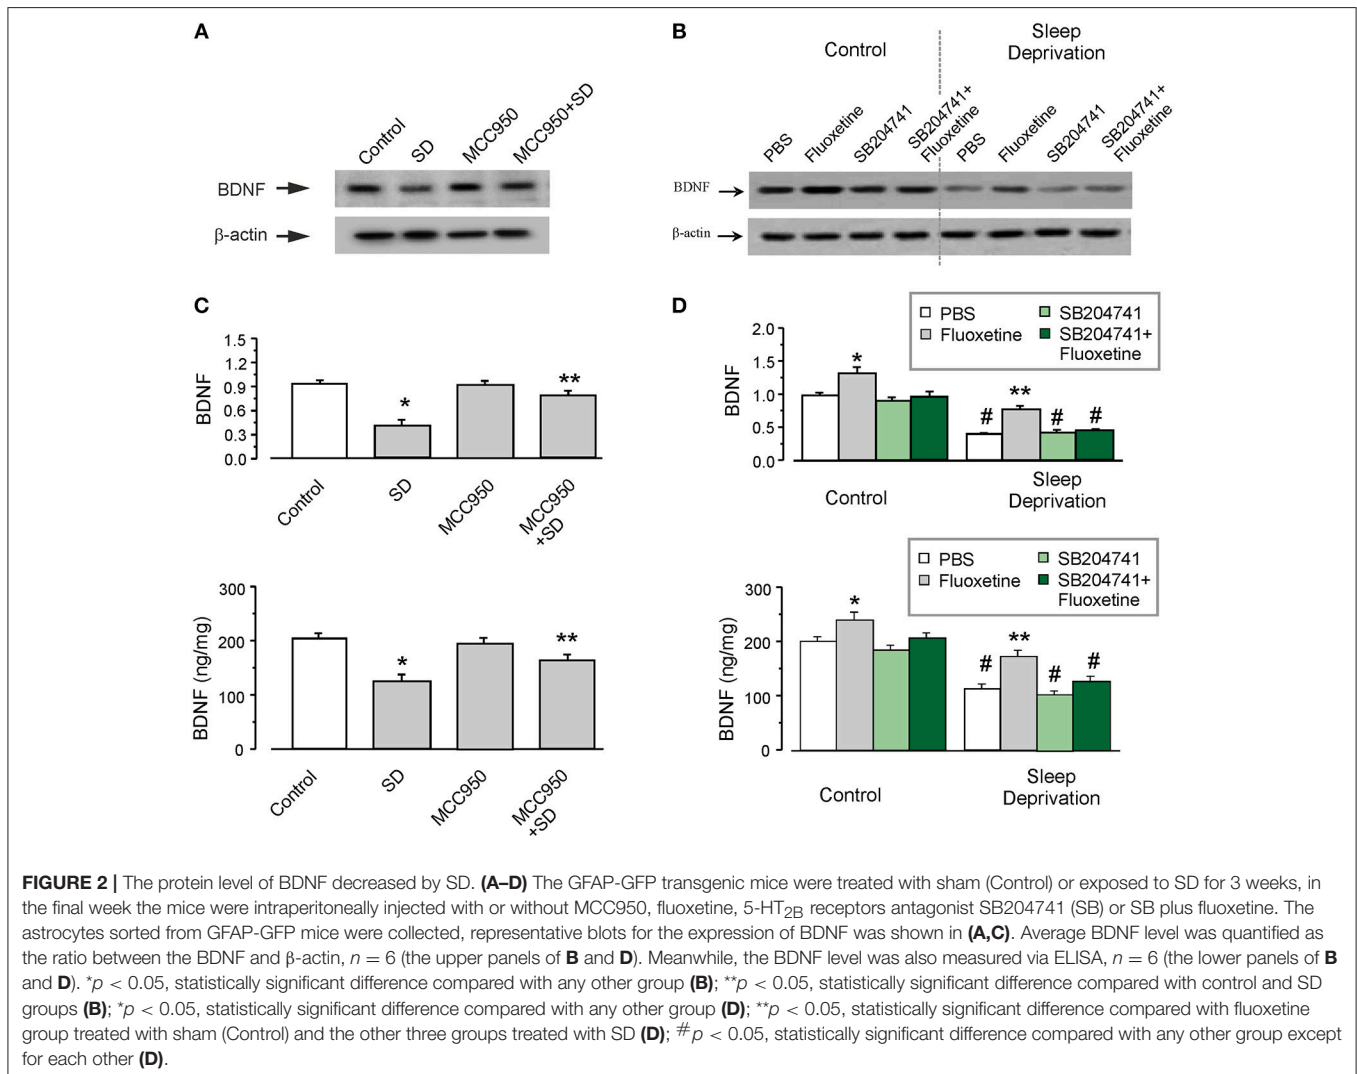 A
Control
SD
MCC950
MCC950+SD
BDNF
β-actin
B
Control
Sleep
Deprivation
PBS
Fluoxetine
SB204741
SB204741+
Fluoxetine
PBS
Fluoxetine
SB204741
SB204741+
Fluoxetine
BDNF
β-actin
C
BDNF
1.5
1.2
0.9
0.6
0.3
0.0
*
**
Control
SD
MCC950
MCC950
+SD
BDNF (ng/mg)
300
200
100
0
*
**
Control
SD
MCC950
MCC950
+SD
D
PBS
SB204741
Fluoxetine
SB204741+
Fluoxetine
BDNF
2.0
1.5
1.0
0.5
0.0
*
#
**
#
#
Control
Sleep
Deprivation
PBS
SB204741
Fluoxetine
SB204741+
Fluoxetine
BDNF (ng/mg)
300
200
100
0
*
#
**
#
#
Control
Sleep
Deprivation
FIGURE 2 | The protein level of BDNF decreased by SD. (A–D) The GFAP-GFP transgenic mice were treated with sham (Control) or exposed to SD for 3 weeks, in
the final week the mice were intraperitoneally injected with or without MCC950, fluoxetine, 5-HT2B receptors antagonist SB204741 (SB) or SB plus fluoxetine. The
astrocytes sorted from GFAP-GFP mice were collected, representative blots for the expression of BDNF was shown in (A,C). Average BDNF level was quantified as
the ratio between the BDNF and β-actin, n = 6 (the upper panels of B and D). Meanwhile, the BDNF level was also measured via ELISA, n = 6 (the lower panels of B
and D). *p < 0.05, statistically significant difference compared with any other group (B); **p < 0.05, statistically significant difference compared with control and SD
groups (B); *p < 0.05, statistically significant difference compared with any other group (D); **p < 0.05, statistically significant difference compared with fluoxetine
group treated with sham (Control) and the other three groups treated with SD (D); #p < 0.05, statistically significant difference compared with any other group except
for each other (D).